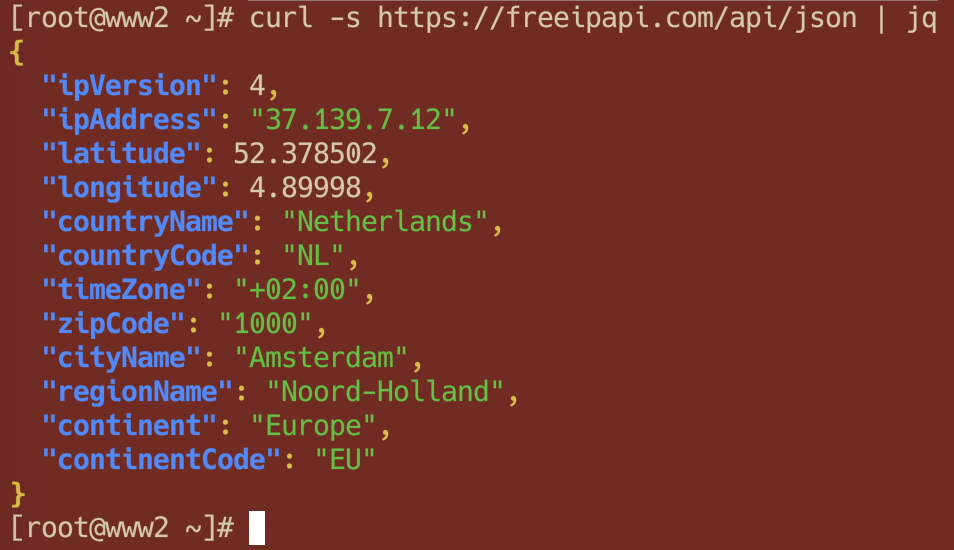 [root@www2 ~]# curl -s https://freeipapi.com/api/json | jq
{
  "ipVersion": 4,
  "ipAddress": "37.139.7.12",
  "latitude": 52.378502,
  "longitude": 4.89998,
  "countryName": "Netherlands",
  "countryCode": "NL",
  "timeZone": "+02:00",
  "zipCode": "1000",
  "cityName": "Amsterdam",
  "regionName": "Noord-Holland",
  "continent": "Europe",
  "continentCode": "EU"
}
[root@www2 ~]#